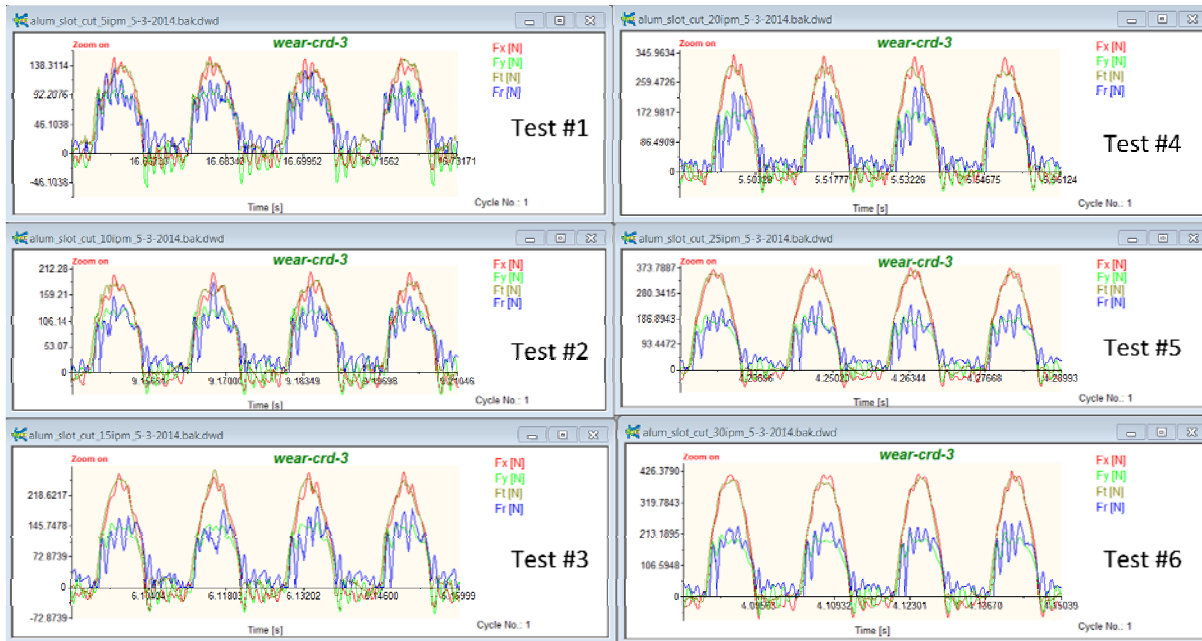 alum_slot_cut_5ipm_5-3-2014.bak.dwd
wear-crd-3
Zoom on
Fx [N]
Fy [N]
Ft [N]
Fr [N]
138.3114
92.2076
46.1038
0
-46.1038
16.68342
16.69952
16.71562
16.73171
Time [s]
Cycle No.: 1
Test #1
alum_slot_cut_10ipm_5-3-2014.bak.dwd
wear-crd-3
Zoom on
Fx [N]
Fy [N]
Ft [N]
Fr [N]
212.28
159.21
106.14
53.07
0
9.15551
9.17000
9.18349
9.19698
9.21046
Time [s]
Cycle No.: 1
Test #2
alum_slot_cut_15ipm_5-3-2014.bak.dwd
wear-crd-3
Zoom on
Fx [N]
Fy [N]
Ft [N]
Fr [N]
218.6217
145.7478
72.8739
0
-72.8739
6.10404
6.11803
6.13202
6.14600
6.15999
Time [s]
Cycle No.: 1
Test #3
alum_slot_cut_20ipm_5-3-2014.bak.dwd
wear-crd-3
Zoom on
Fx [N]
Fy [N]
Ft [N]
Fr [N]
345.9634
259.4726
172.9817
86.4909
0
5.50328
5.51777
5.53226
5.54675
5.56124
Time [s]
Cycle No.: 1
Test #4
alum_slot_cut_25ipm_5-3-2014.bak.dwd
wear-crd-3
Zoom on
Fx [N]
Fy [N]
Ft [N]
Fr [N]
373.7887
280.3415
186.8943
93.4472
0
4.26344
4.27668
4.28993
Time [s]
Cycle No.: 1
Test #5
alum_slot_cut_30ipm_5-3-2014.bak.dwd
wear-crd-3
Zoom on
Fx [N]
Fy [N]
Ft [N]
Fr [N]
426.3790
319.7843
213.1895
106.5948
0
4.10932
4.12301
4.13670
4.15039
Time [s]
Cycle No.: 1
Test #6